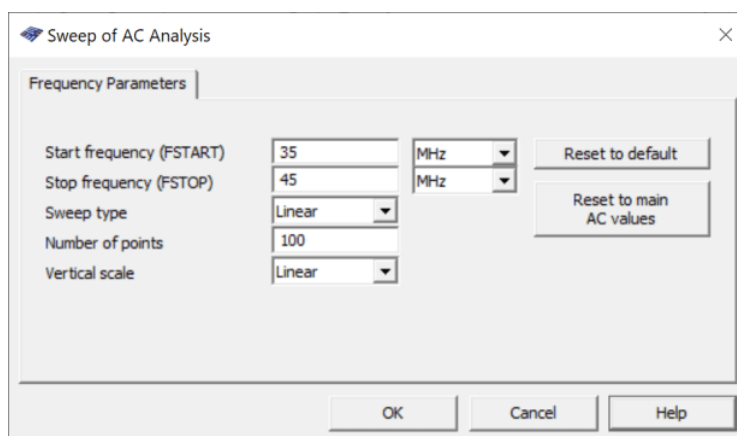 Sweep of AC Analysis
Frequency Parameters
Start frequency (FSTART) 35 MHz Reset to default
Stop frequency (FSTOP) 45 MHz
Sweep type Linear Reset to main
AC values
Number of points 100
Vertical scale Linear
OK Cancel Help